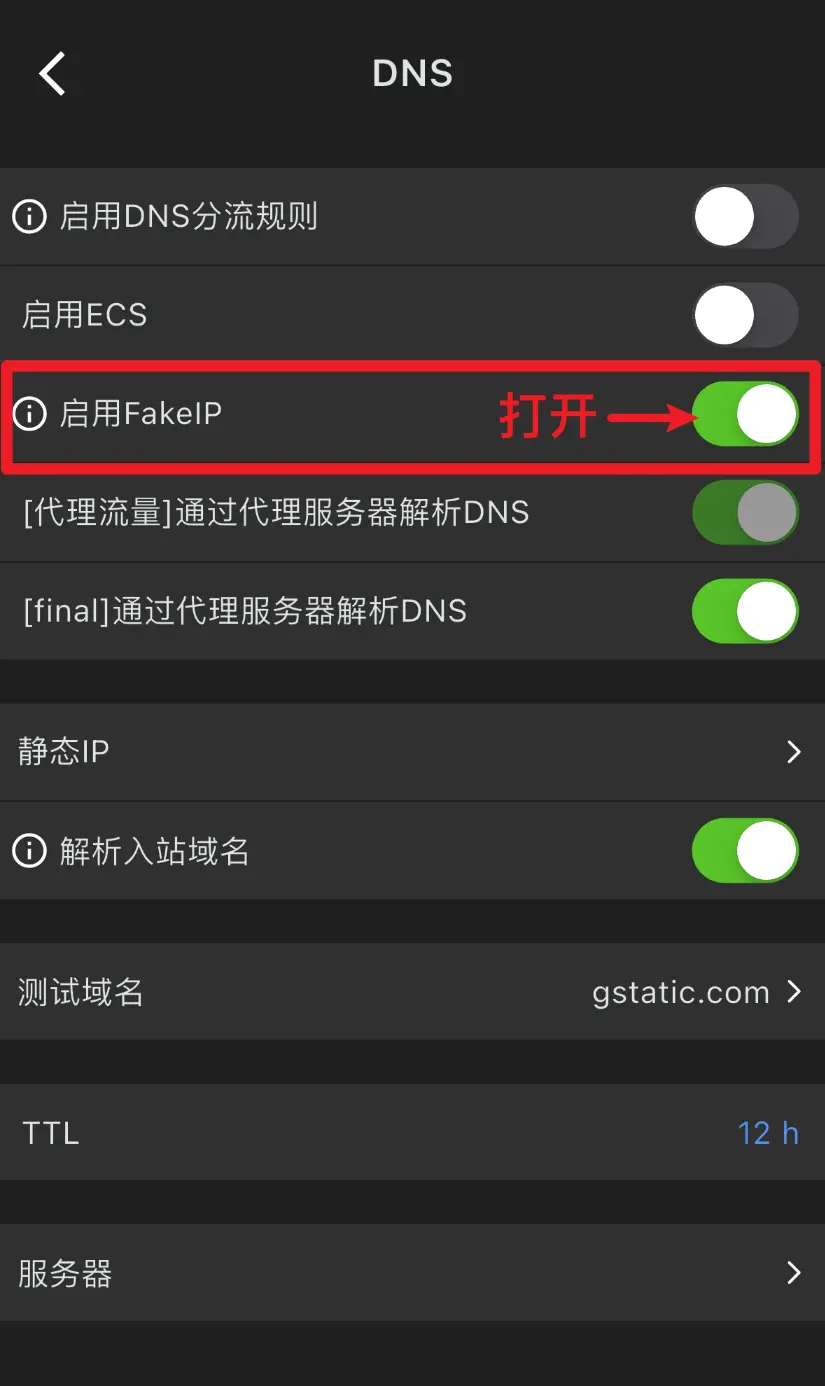 DNS
启用DNS分流规则
启用ECS
启用FakeIP 打开
[代理流量]通过代理服务器解析DNS
[final]通过代理服务器解析DNS
静态IP
解析入站域名
测试域名 gstatic.com
TTL 12 h
服务器